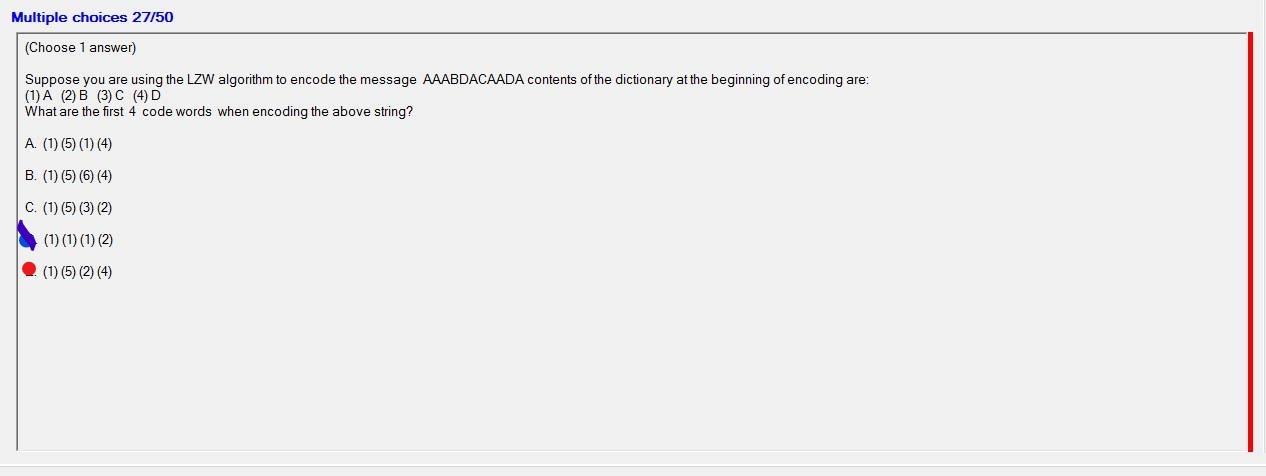 Multiple choices 27/50
(Choose 1 answer)
Suppose you are using the LZW algorithm to encode the message AAABDACAADA contents of the dictionary at the beginning of encoding are:
(1) A (2) B (3) C (4) D
What are the first 4 code words when encoding the above string?
A. (1) (5) (1) (4)
B. (1) (5) (6) (4)
C. (1) (5) (3) (2)
(1) (1) (1) (2)
(1) (5) (2) (4)